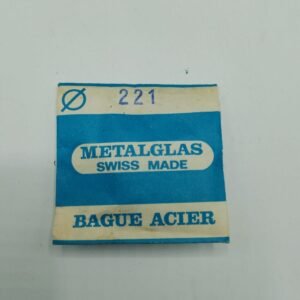 Ø 221
METALGLAS
SWISS MADE
BAGUE ACIER